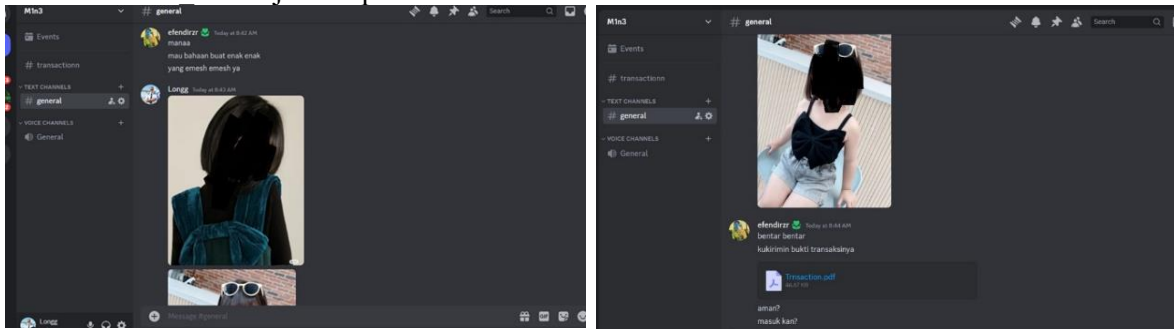 M1n3
# general
Search
Events
# transactionn
TEXT CHANNELS
# general
VOICE CHANNELS
General
efendirzr Today at 8:42 AM
manaa
mau bahaan buat enak enak
yang emesh emesh ya
Longg Today at 8:43 AM
Longg
Message #general
GIF
M1n3
# general
Search
Events
# transactionn
TEXT CHANNELS
# general
VOICE CHANNELS
General
efendirzr Today at 8:44 AM
bentar bentar
kukirimin bukti transaksinya
Trnsaction.pdf
aman?
masuk kan?